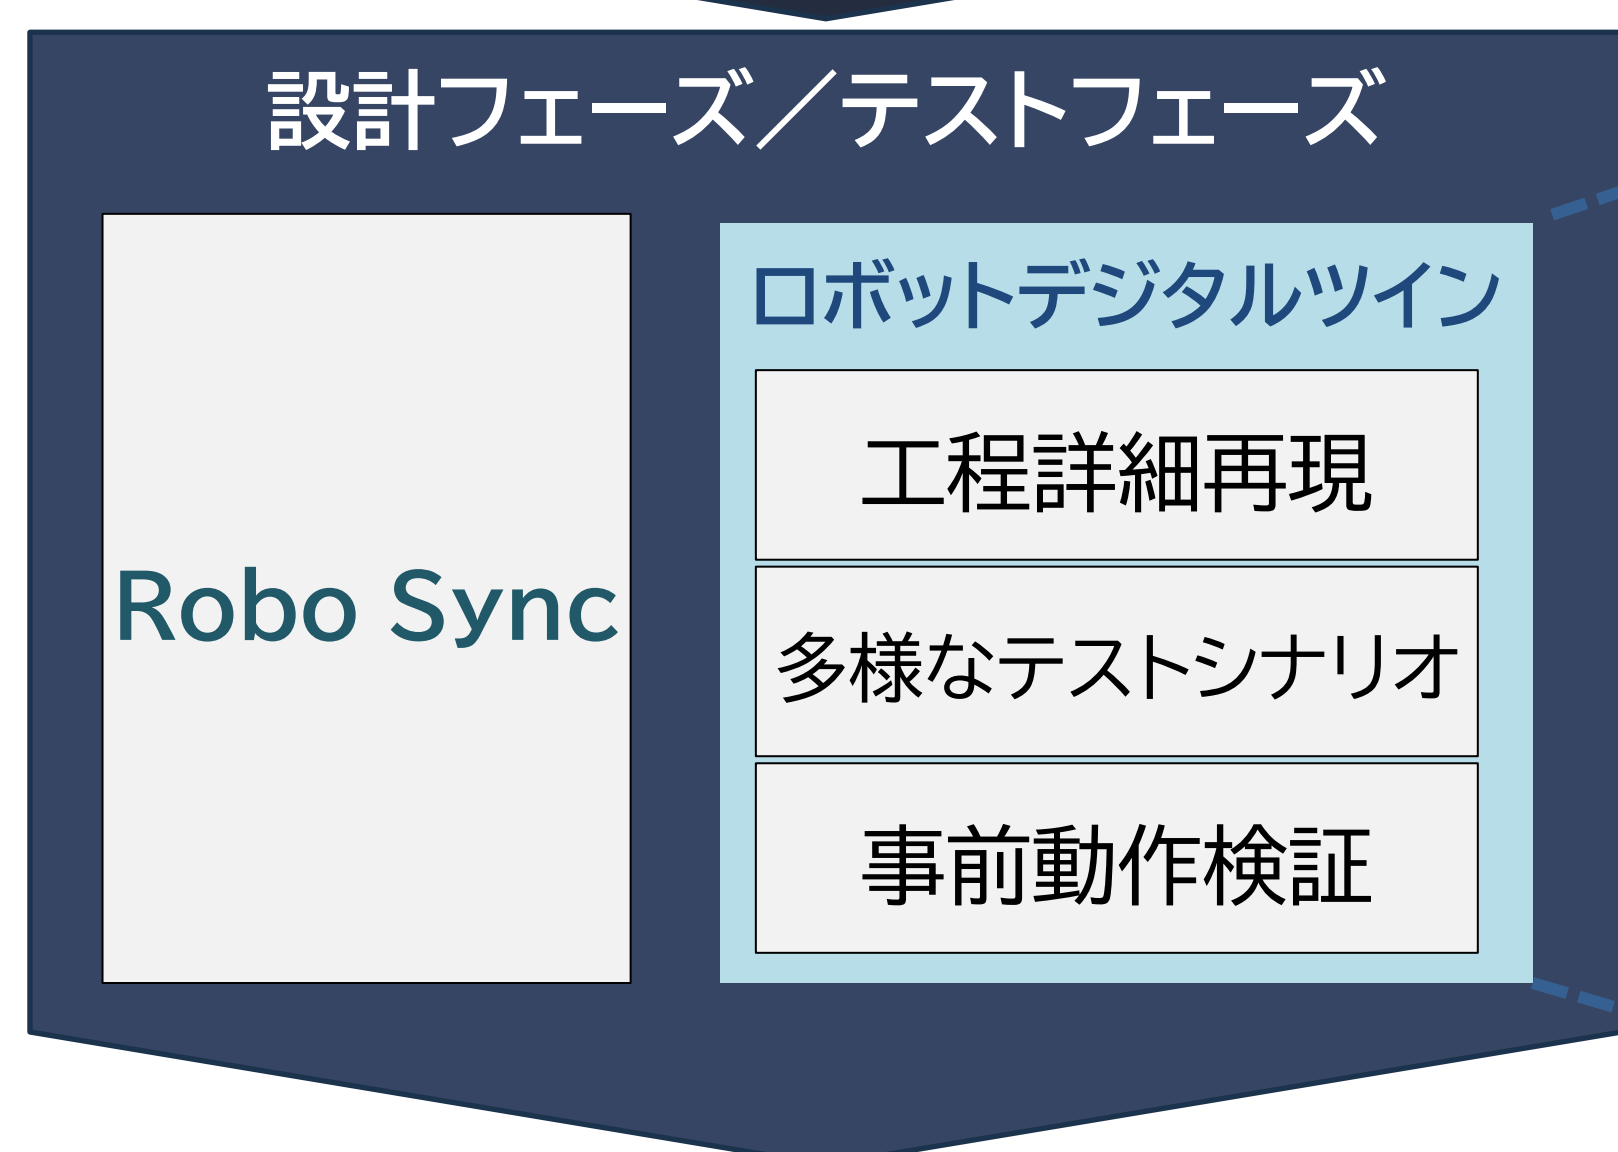 設計フェーズ／テストフェーズ
Robo Sync
ロボットデジタルツイン
工程詳細再現
多様なテストシナリオ
事前動作検証